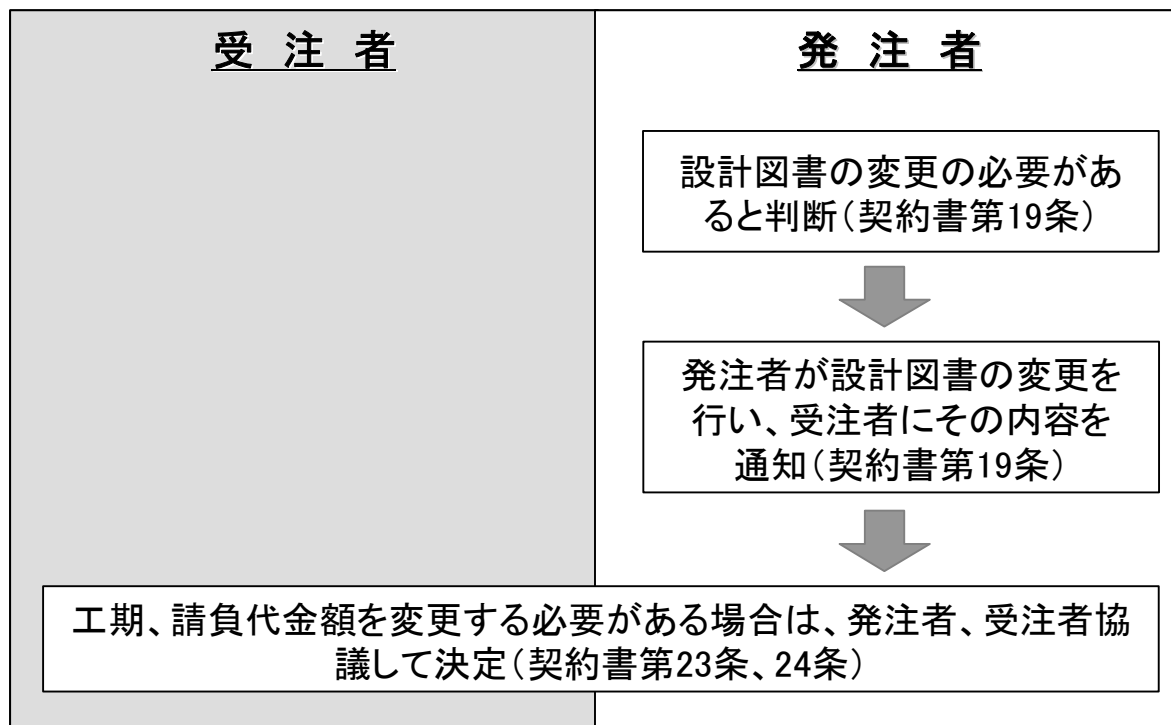 受 注 者
発 注 者
設計図書の変更の必要があ
ると判断(契約書第19条)
発注者が設計図書の変更を
行い、受注者にその内容を
通知(契約書第19条)
工期、請負代金額を変更する必要がある場合は、発注者、受注者協
議して決定(契約書第23条、24条)